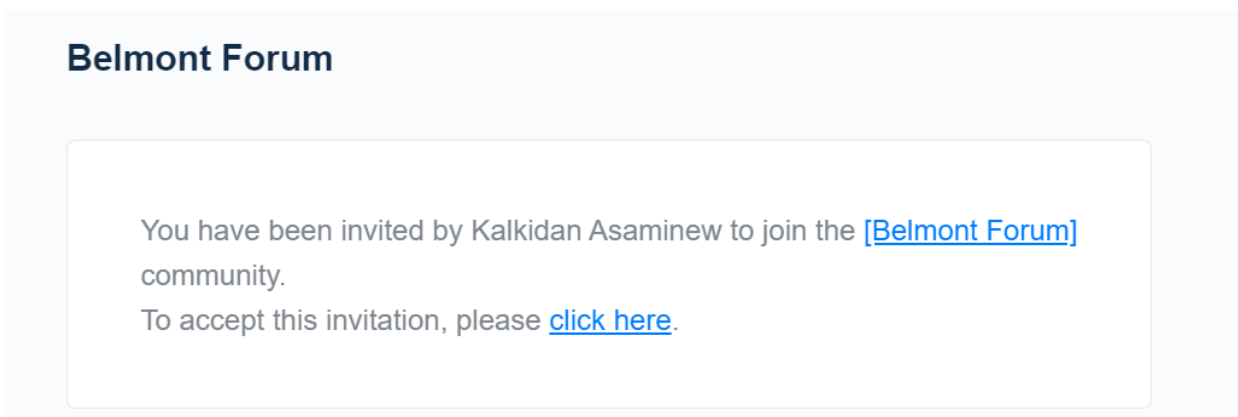 Belmont Forum
You have been invited by Kalkidan Asaminew to join the [Belmont Forum]
community.
To accept this invitation, please click here.